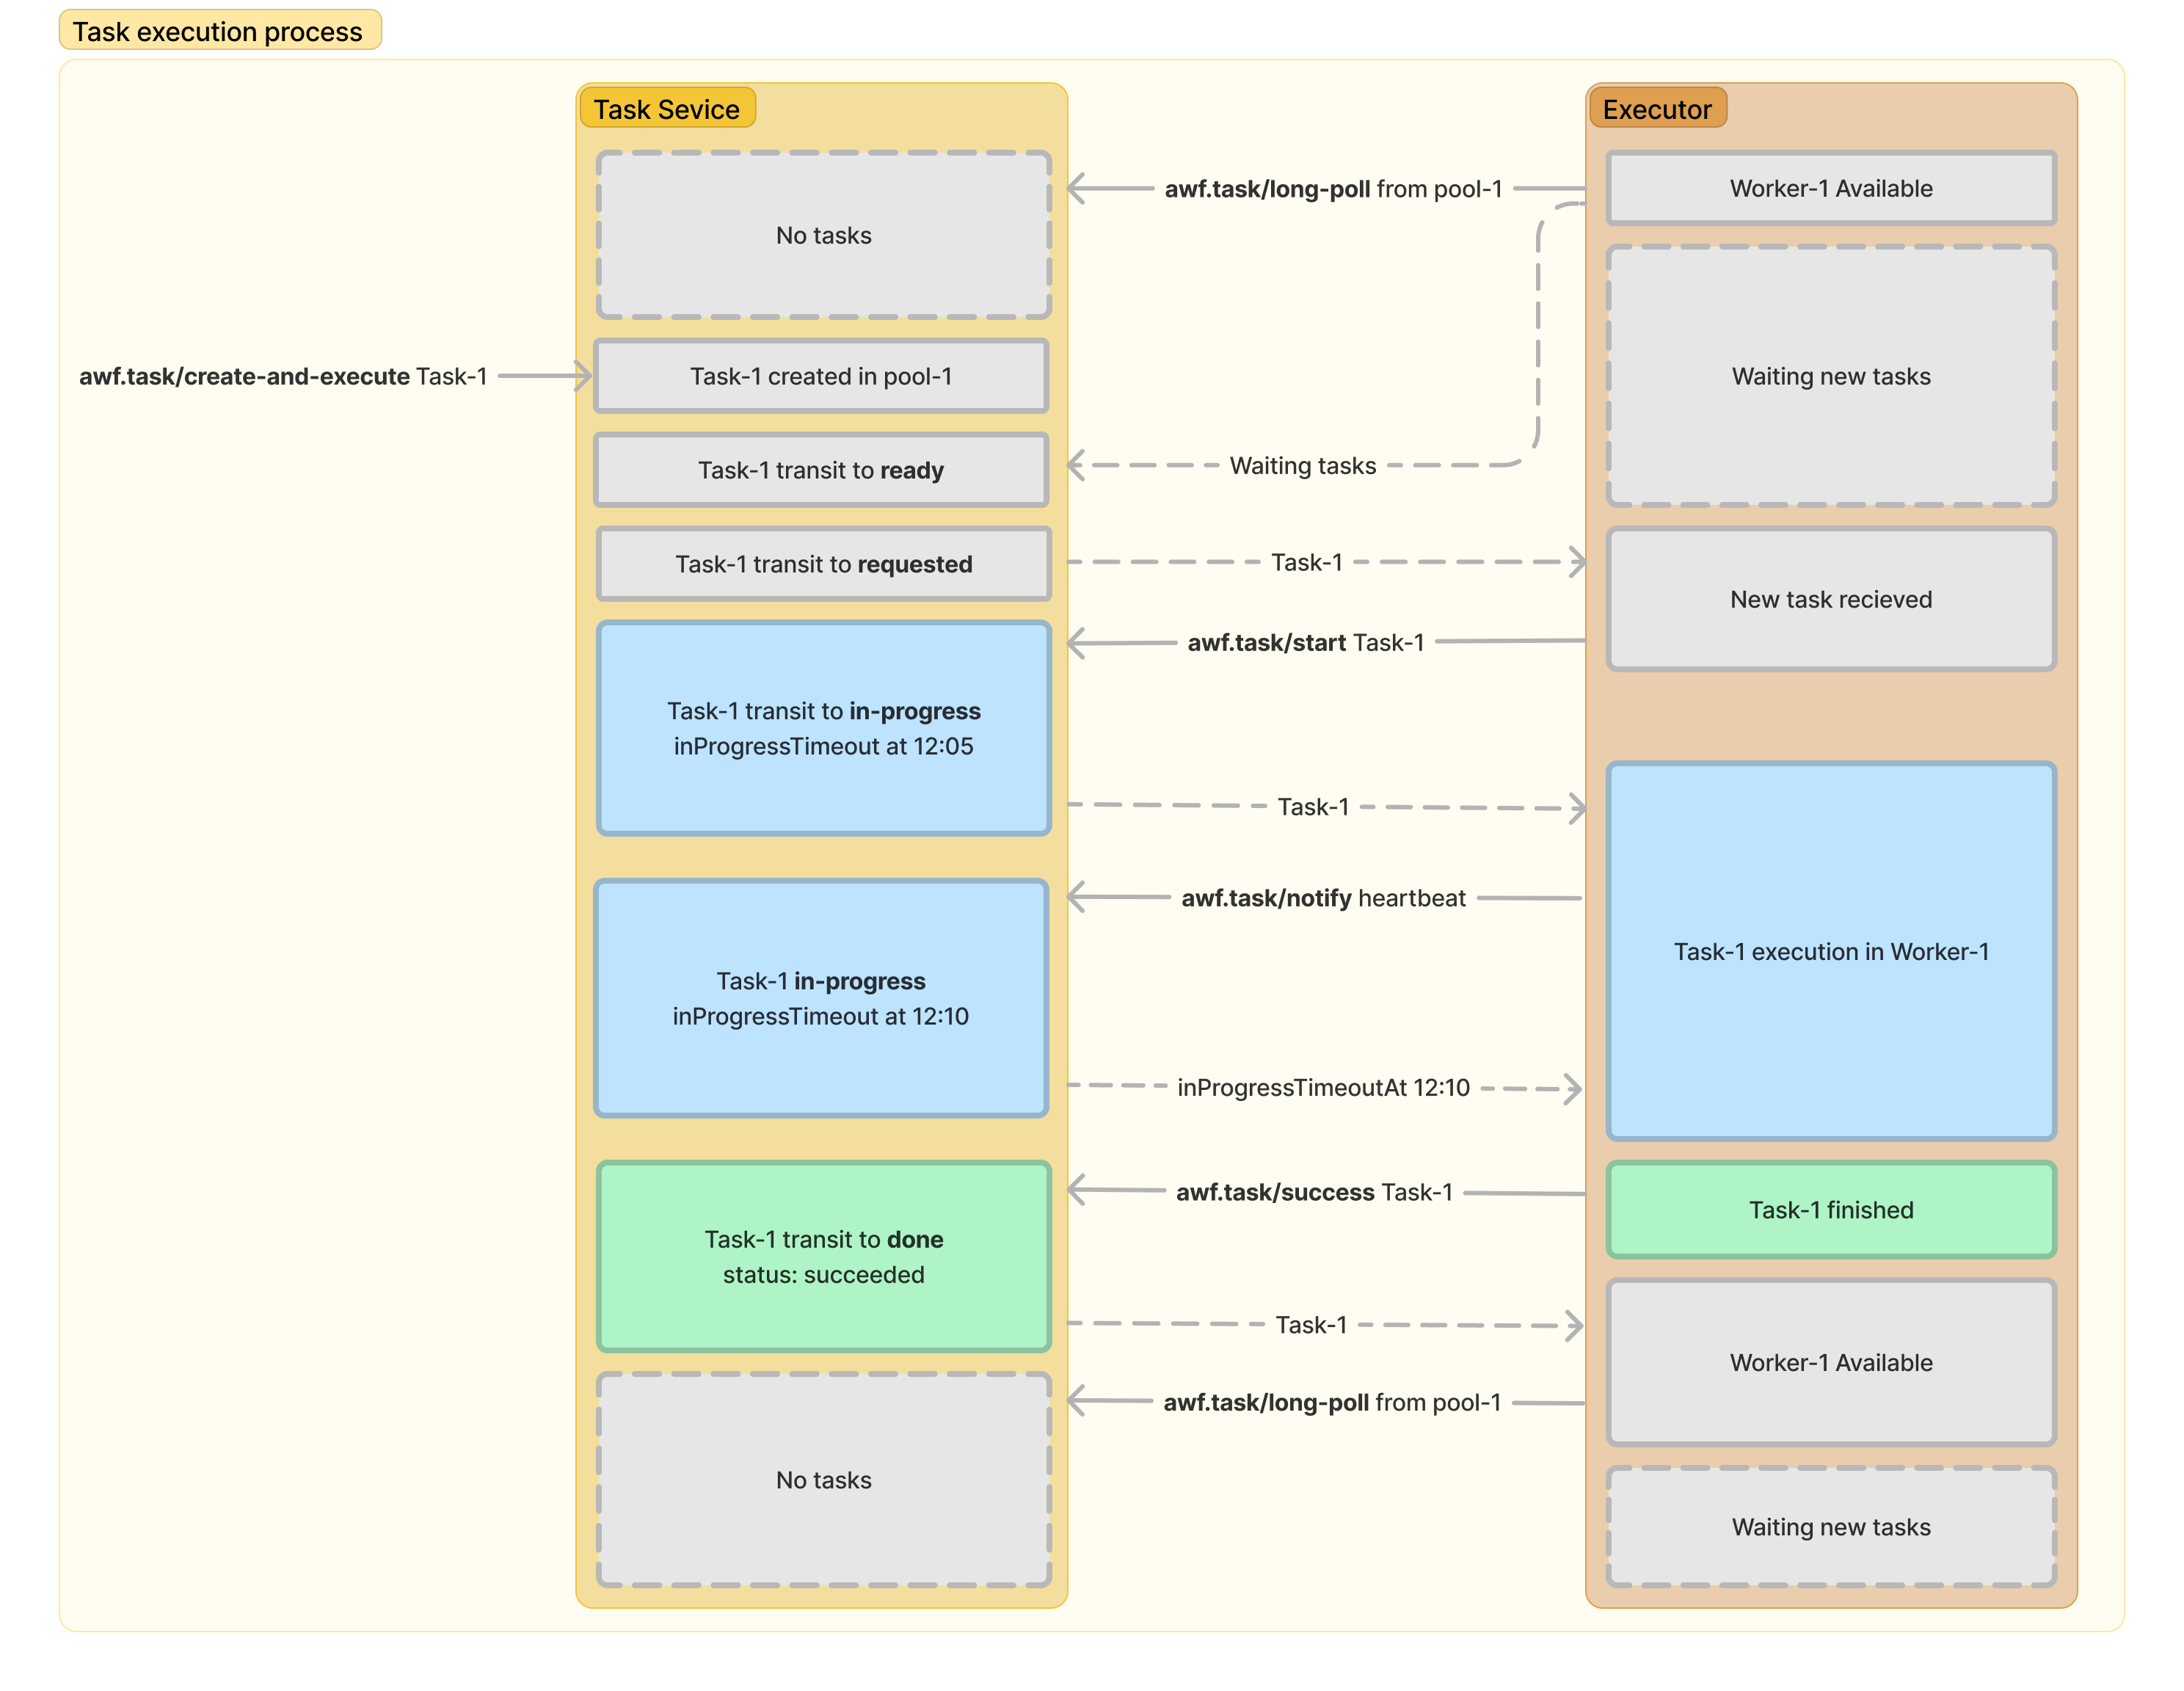 Task execution process
Task Sevice
Executor
awf.task/long-poll from pool-1
Worker-1 Available
No tasks
awf.task/create-and-execute Task-1
Task-1 created in pool-1
Waiting new tasks
Task-1 transit to ready
Waiting tasks
Task-1 transit to requested
Task-1
New task recieved
awf.task/start Task-1
Task-1 transit to in-progress
inProgressTimeout at 12:05
Task-1
awf.task/notify heartbeat
Task-1 execution in Worker-1
Task-1 in-progress
inProgressTimeout at 12:10
inProgressTimeoutAt 12:10
awf.task/success Task-1
Task-1 finished
Task-1 transit to done
status: succeeded
Task-1
Worker-1 Available
awf.task/long-poll from pool-1
No tasks
Waiting new tasks